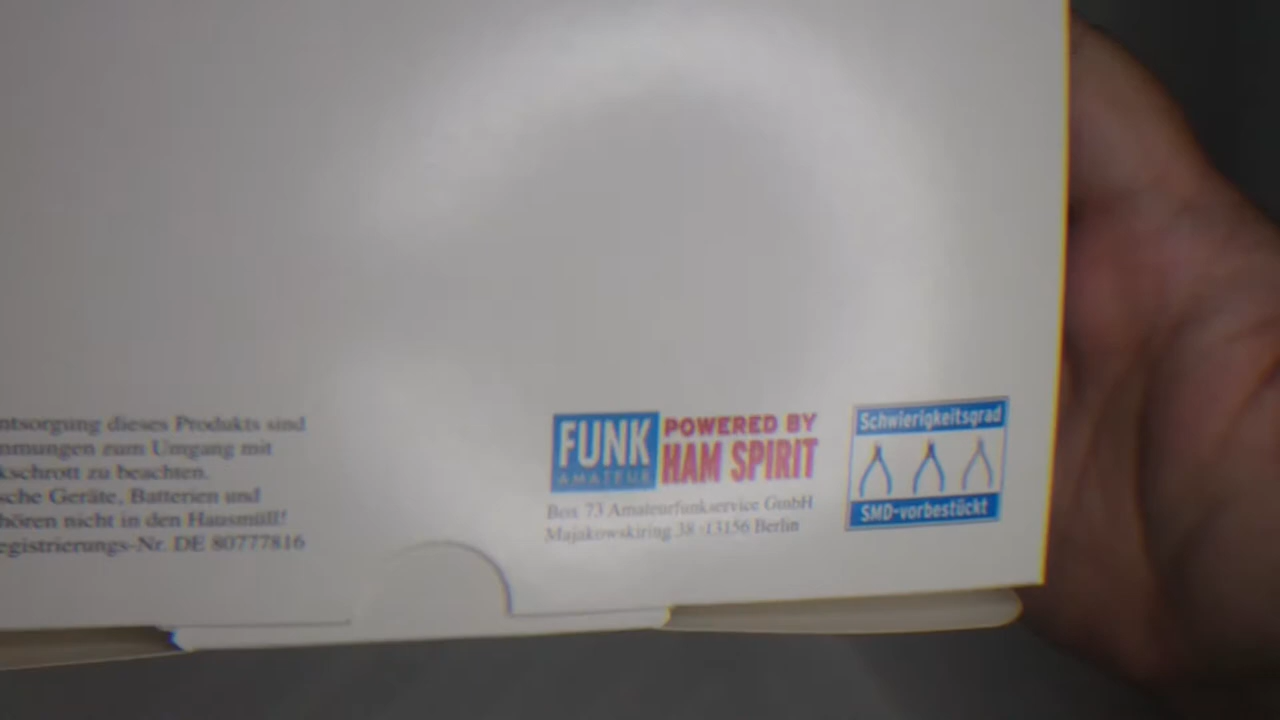 ntsorgung dieses Produkts sind
mmungen zum Umgang mit
kschrott zu beachten.
sche Geräte, Batterien und
hören nicht in den Hausmüll!
egistrierungs-Nr. DE 80777816
FUNK
AMATEUR
POWERED BY
HAM SPIRIT
Box 73 Amateurfunkservice GmbH
Majakowskiring 38 · 13156 Berlin
Schwierigkeitsgrad
SMD-vorbestückt